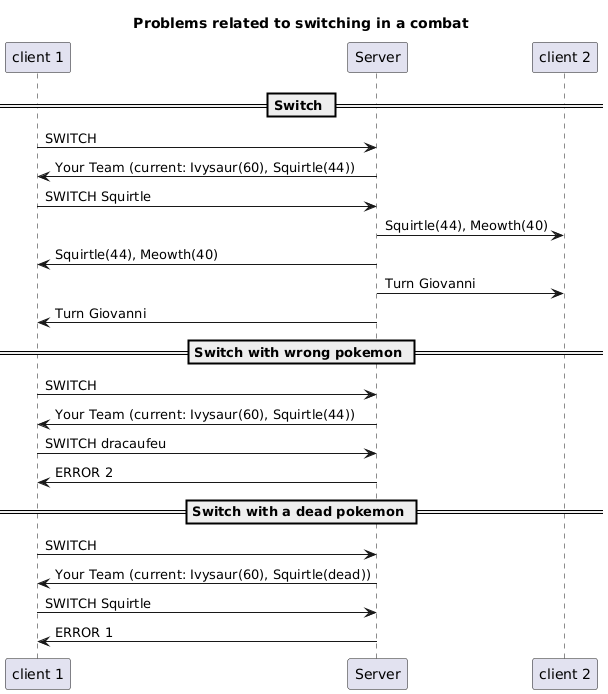 Problems related to switching in a combat
client 1
Server
client 2
Switch
SWITCH
Your Team (current: Ivysaur(60), Squirtle(44))
SWITCH Squirtle
Squirtle(44), Meowth(40)
Squirtle(44), Meowth(40)
Turn Giovanni
Turn Giovanni
Switch with wrong pokemon
SWITCH
Your Team (current: Ivysaur(60), Squirtle(44))
SWITCH dracaufeu
ERROR 2
Switch with a dead pokemon
SWITCH
Your Team (current: Ivysaur(60), Squirtle(dead))
SWITCH Squirtle
ERROR 1
client 1
Server
client 2